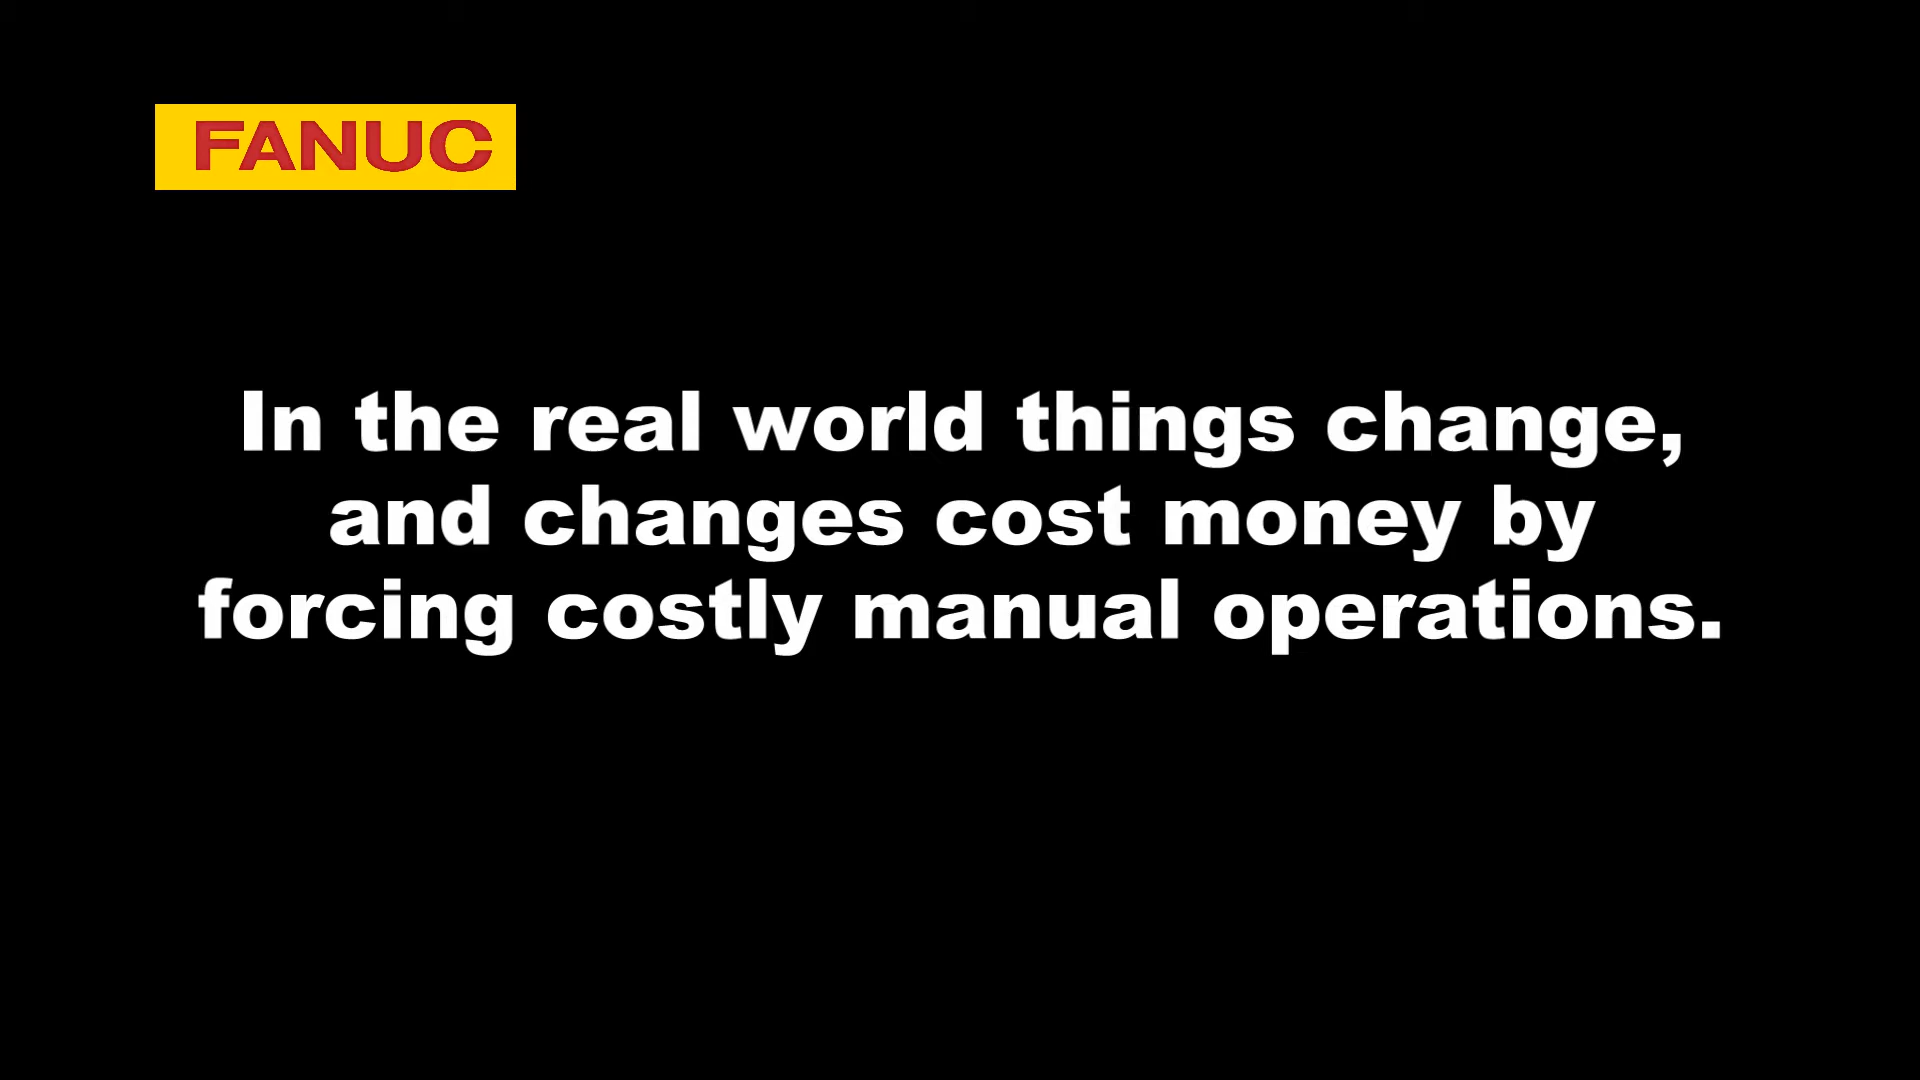 FANUC
In the real world things change,
and changes cost money by
forcing costly manual operations.